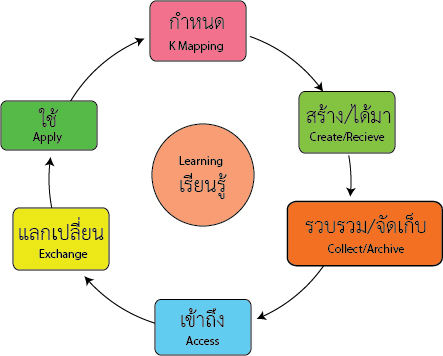 กำหนด
K Mapping
สร้าง/ได้มา
Create/Recieve
รวบรวม/จัดเก็บ
Collect/Archive
เข้าถึง
Access
แลกเปลี่ยน
Exchange
ใช้
Apply
Learning
เรียนรู้